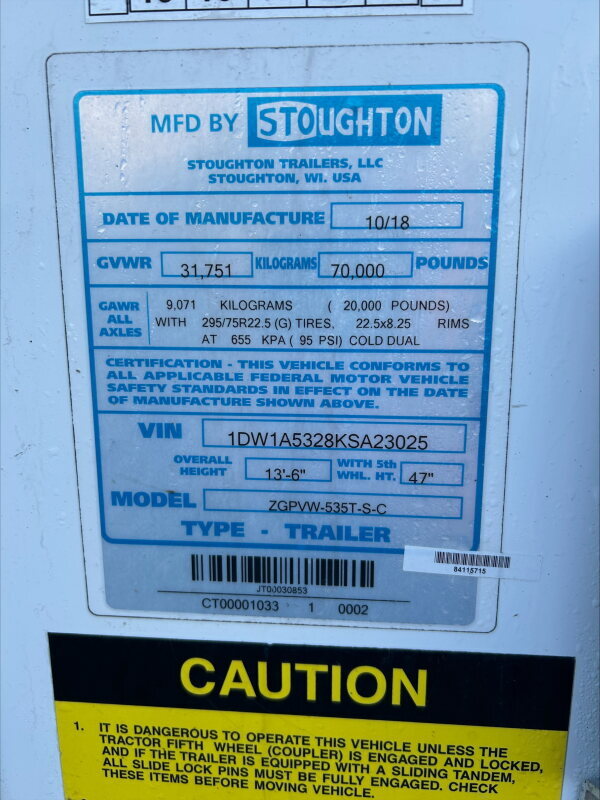 MFD BY STOUGHTON
STOUGHTON TRAILERS, LLC
STOUGHTON, WI. USA
DATE OF MANUFACTURE 10/18
GVWR 31,751 KILOGRAMS 70,000 POUNDS
GAWR ALL AXLES
9,071 KILOGRAMS ( 20,000 POUNDS)
WITH 295/75R22.5 (G) TIRES, 22.5x8.25 RIMS
AT 655 KPA ( 95 PSI) COLD DUAL
CERTIFICATION - THIS VEHICLE CONFORMS TO
ALL APPLICABLE FEDERAL MOTOR VEHICLE
SAFETY STANDARDS IN EFFECT ON THE DATE
OF MANUFACTURE SHOWN ABOVE.
VIN 1DW1A5328KSA23025
OVERALL HEIGHT 13'-6" WITH 5th WHL. HT. 47"
MODEL ZGPVW-535T-S-C
TYPE - TRAILER
JT00030853
84115715
CT00001033 1 0002
CAUTION
1. IT IS DANGEROUS TO OPERATE THIS VEHICLE UNLESS THE
TRACTOR FIFTH WHEEL (COUPLER) IS ENGAGED AND LOCKED,
AND IF THE TRAILER IS EQUIPPED WITH A SLIDING TANDEM,
ALL SLIDE LOCK PINS MUST BE FULLY ENGAGED. CHECK
THESE ITEMS BEFORE MOVING VEHICLE.